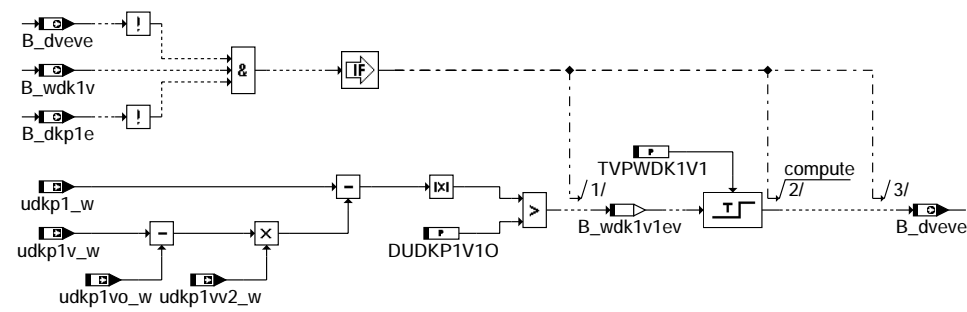 B_dveve
!
B_wdk1v
&
IF
B_dkp1e
!
P
TVPWDK1V1
compute
udkp1_w
−
|X|
1/
2/
3/
>
T
udkp1v_w
−
X
P
DUDKP1V1O
B_wdk1v1ev
B_dveve
udkp1vo_w
udkp1vv2_w